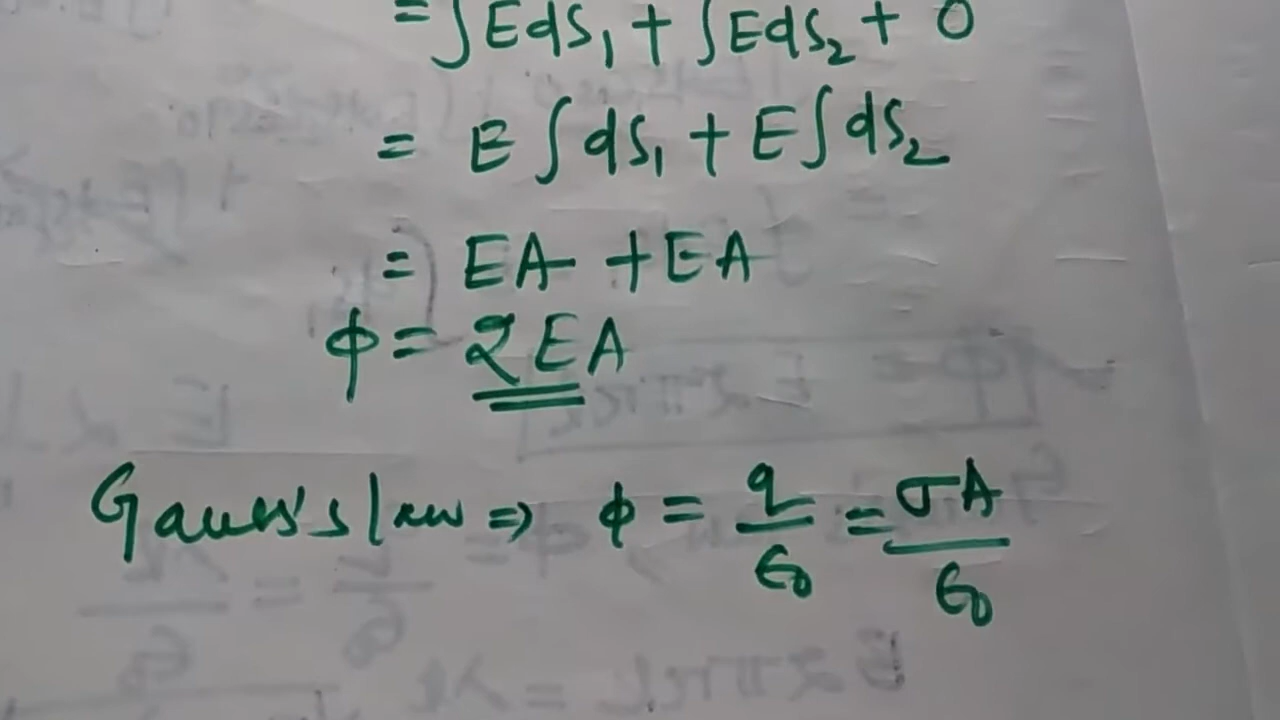 = ∫EdS₁ + ∫EdS₂ + 0
= E∫dS₁ + E∫dS₂
= EA + EA
ϕ = 2EA
Gauss's law ⇒ ϕ = q/ϵ₀ = σA/ϵ₀